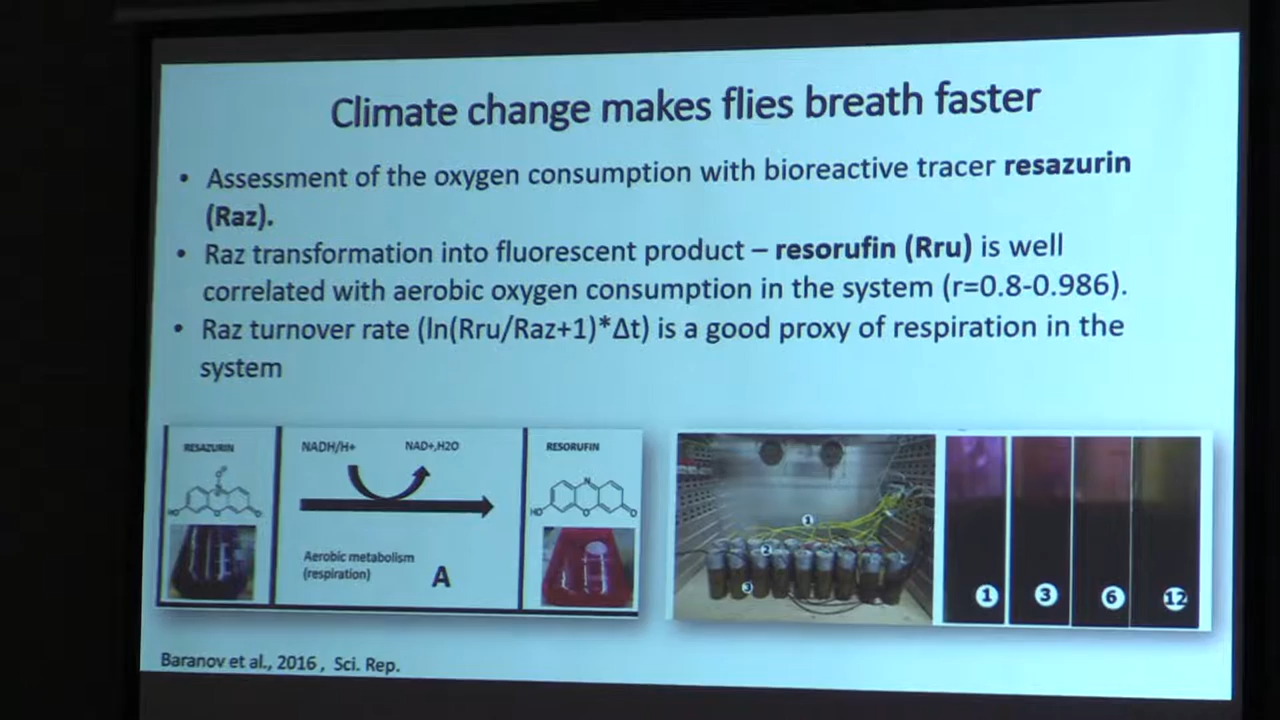 Climate change makes flies breath faster
• Assessment of the oxygen consumption with bioreactive tracer resazurin
(Raz).
• Raz transformation into fluorescent product – resorufin (Rru) is well
correlated with aerobic oxygen consumption in the system (r=0.8-0.986).
• Raz turnover rate (ln(Rru/Raz+1)*Δt) is a good proxy of respiration in the
system
RESAZURIN
NADH/H+
NAD+,H2O
RESORUFIN
HO
O
O
N
HO
O
O
Aerobic metabolism
(respiration)
A
1
2
3
1
3
6
12
Baranov et al., 2016 , Sci. Rep.